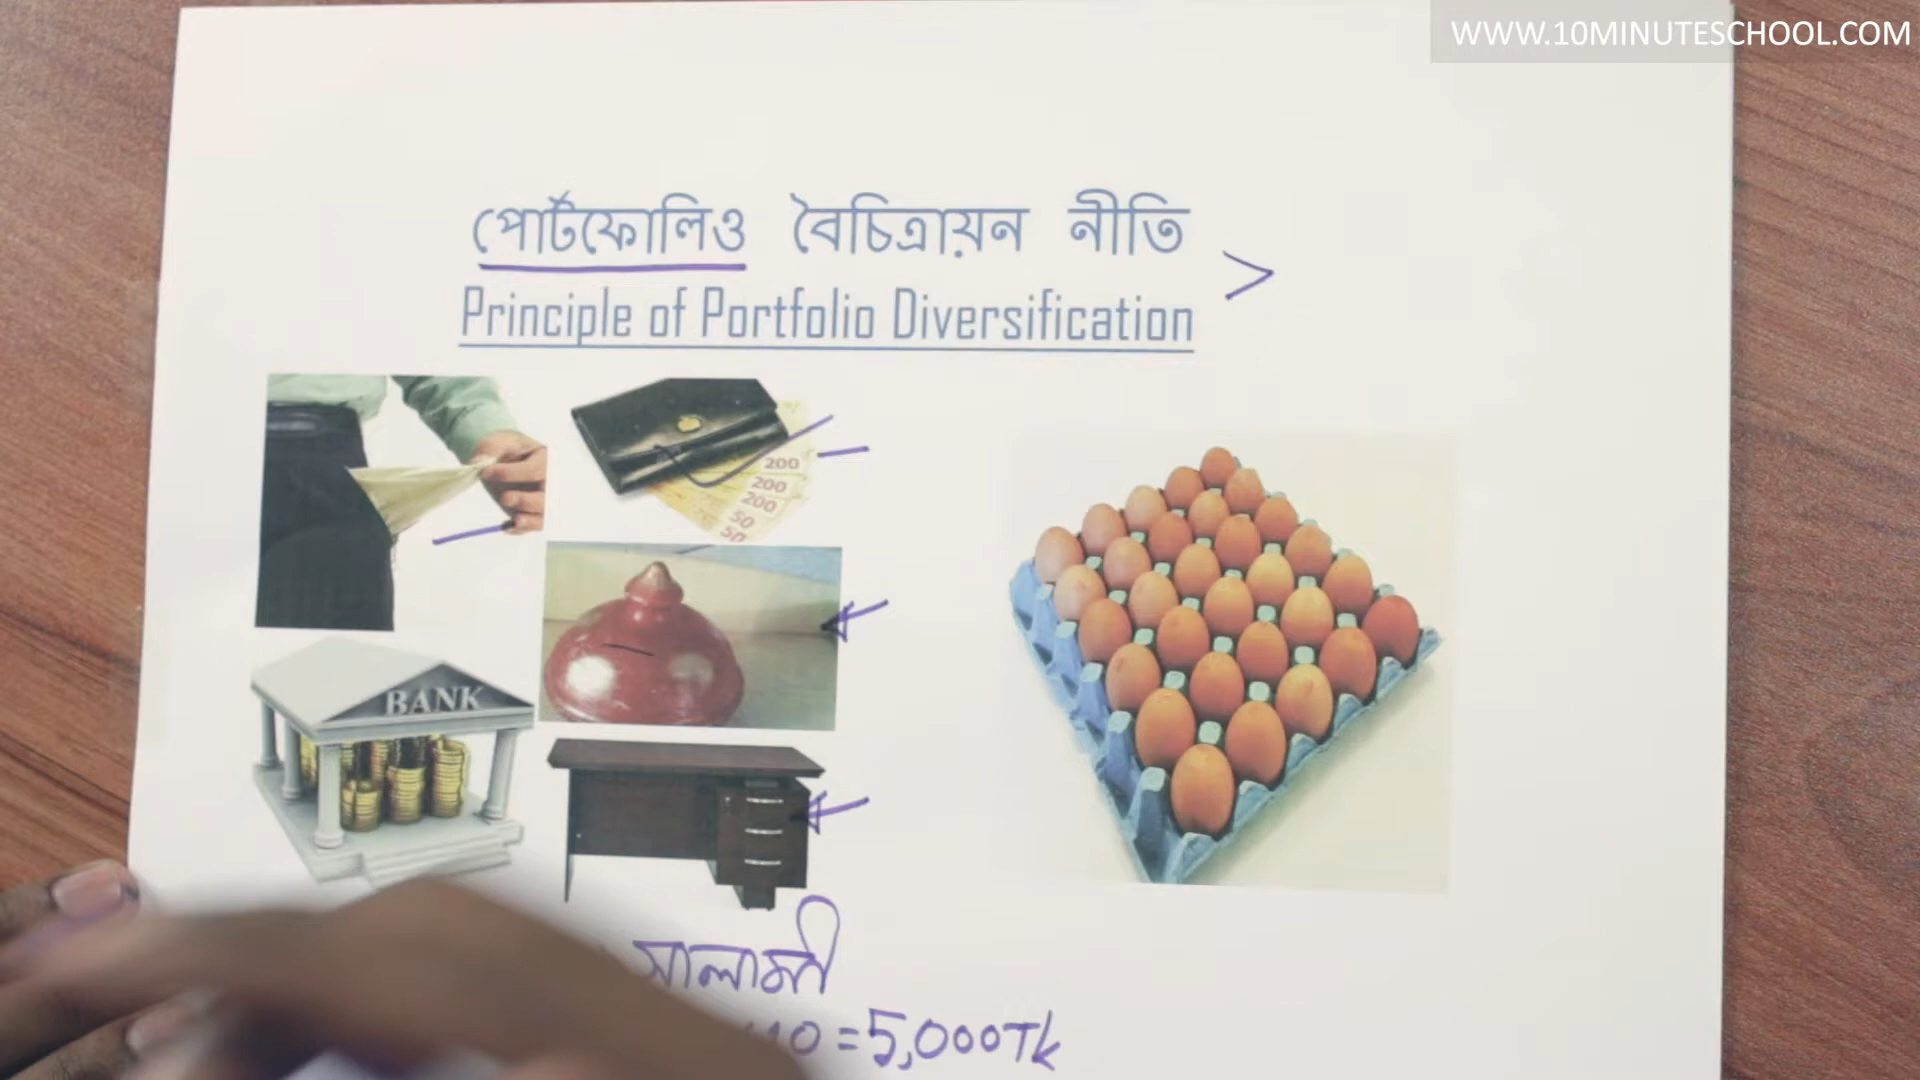 WWW.10MINUTESCHOOL.COM
পোর্টফোলিও বৈচিত্রায়ন নীতি
>
Principle of Portfolio Diversification
200
200
200
50
50
BANK
সালামী
=5,000Tk